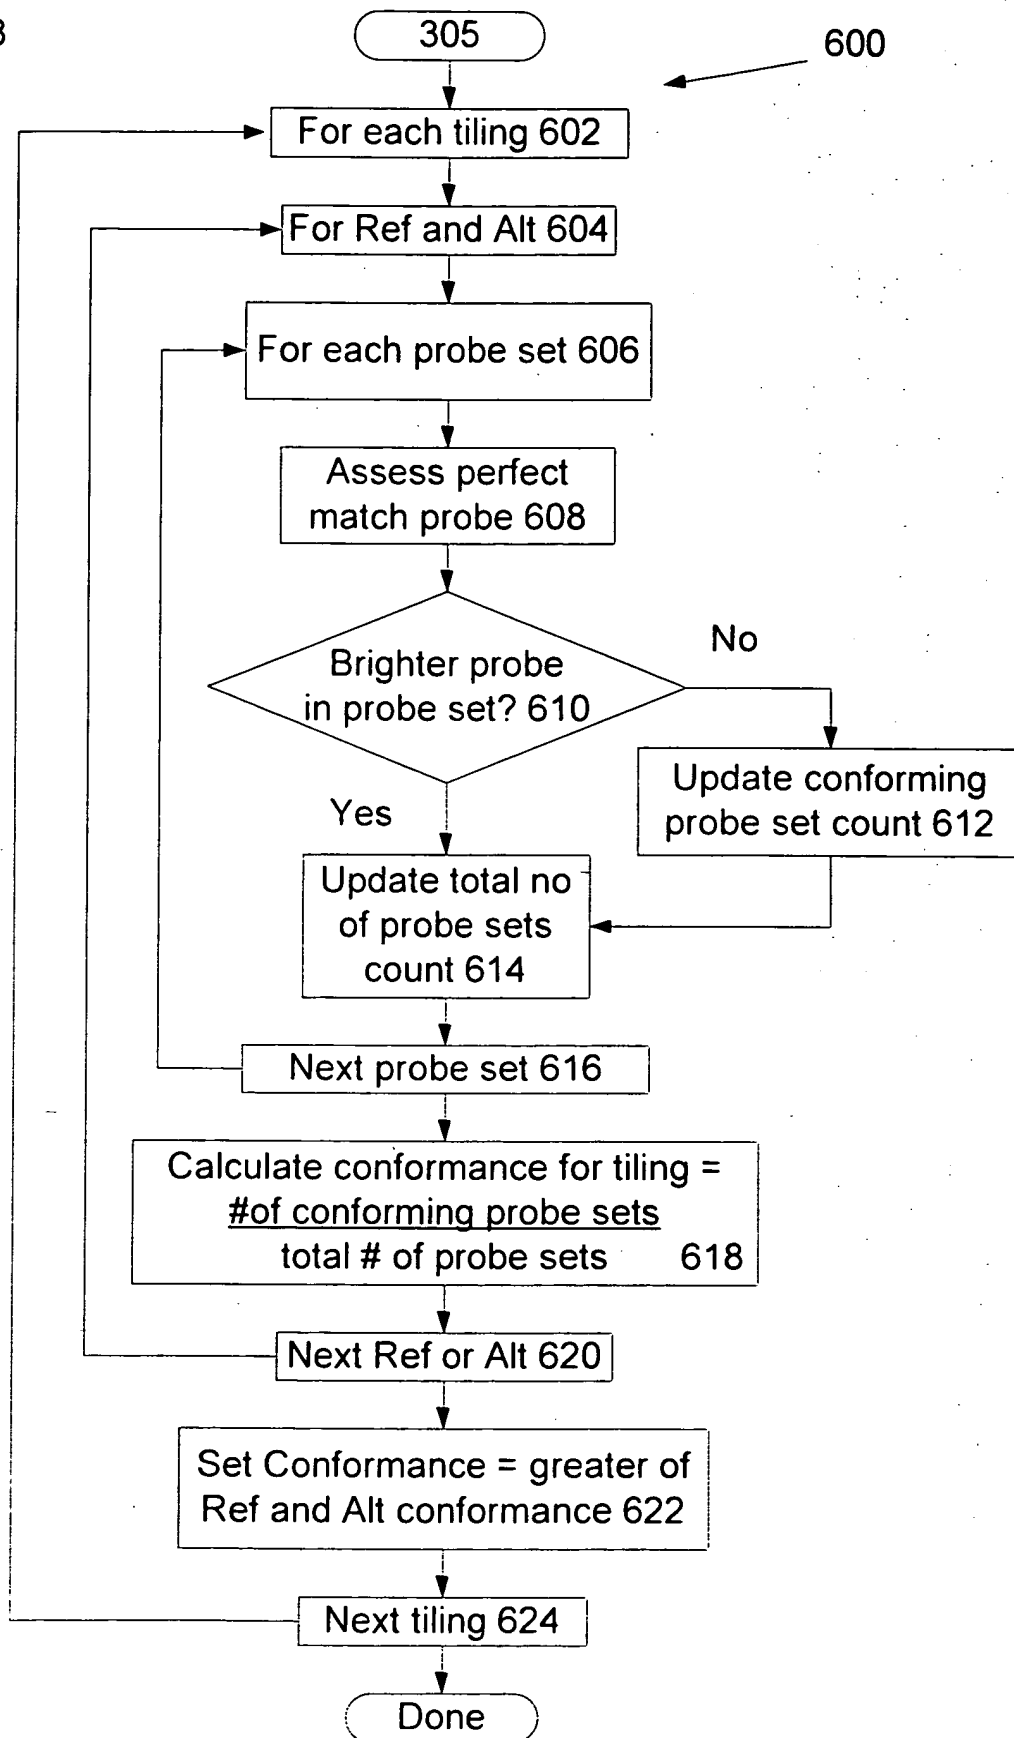 305
600
For each tiling 602
For Ref and Alt 604
For each probe set 606
Assess perfect
match probe 608
Brighter probe
in probe set? 610
No
Yes
Update conforming
probe set count 612
Update total no
of probe sets
count 614
Next probe set 616
Calculate conformance for tiling =
#of conforming probe sets
total # of probe sets 618
Next Ref or Alt 620
Set Conformance = greater of
Ref and Alt conformance 622
Next tiling 624
Done